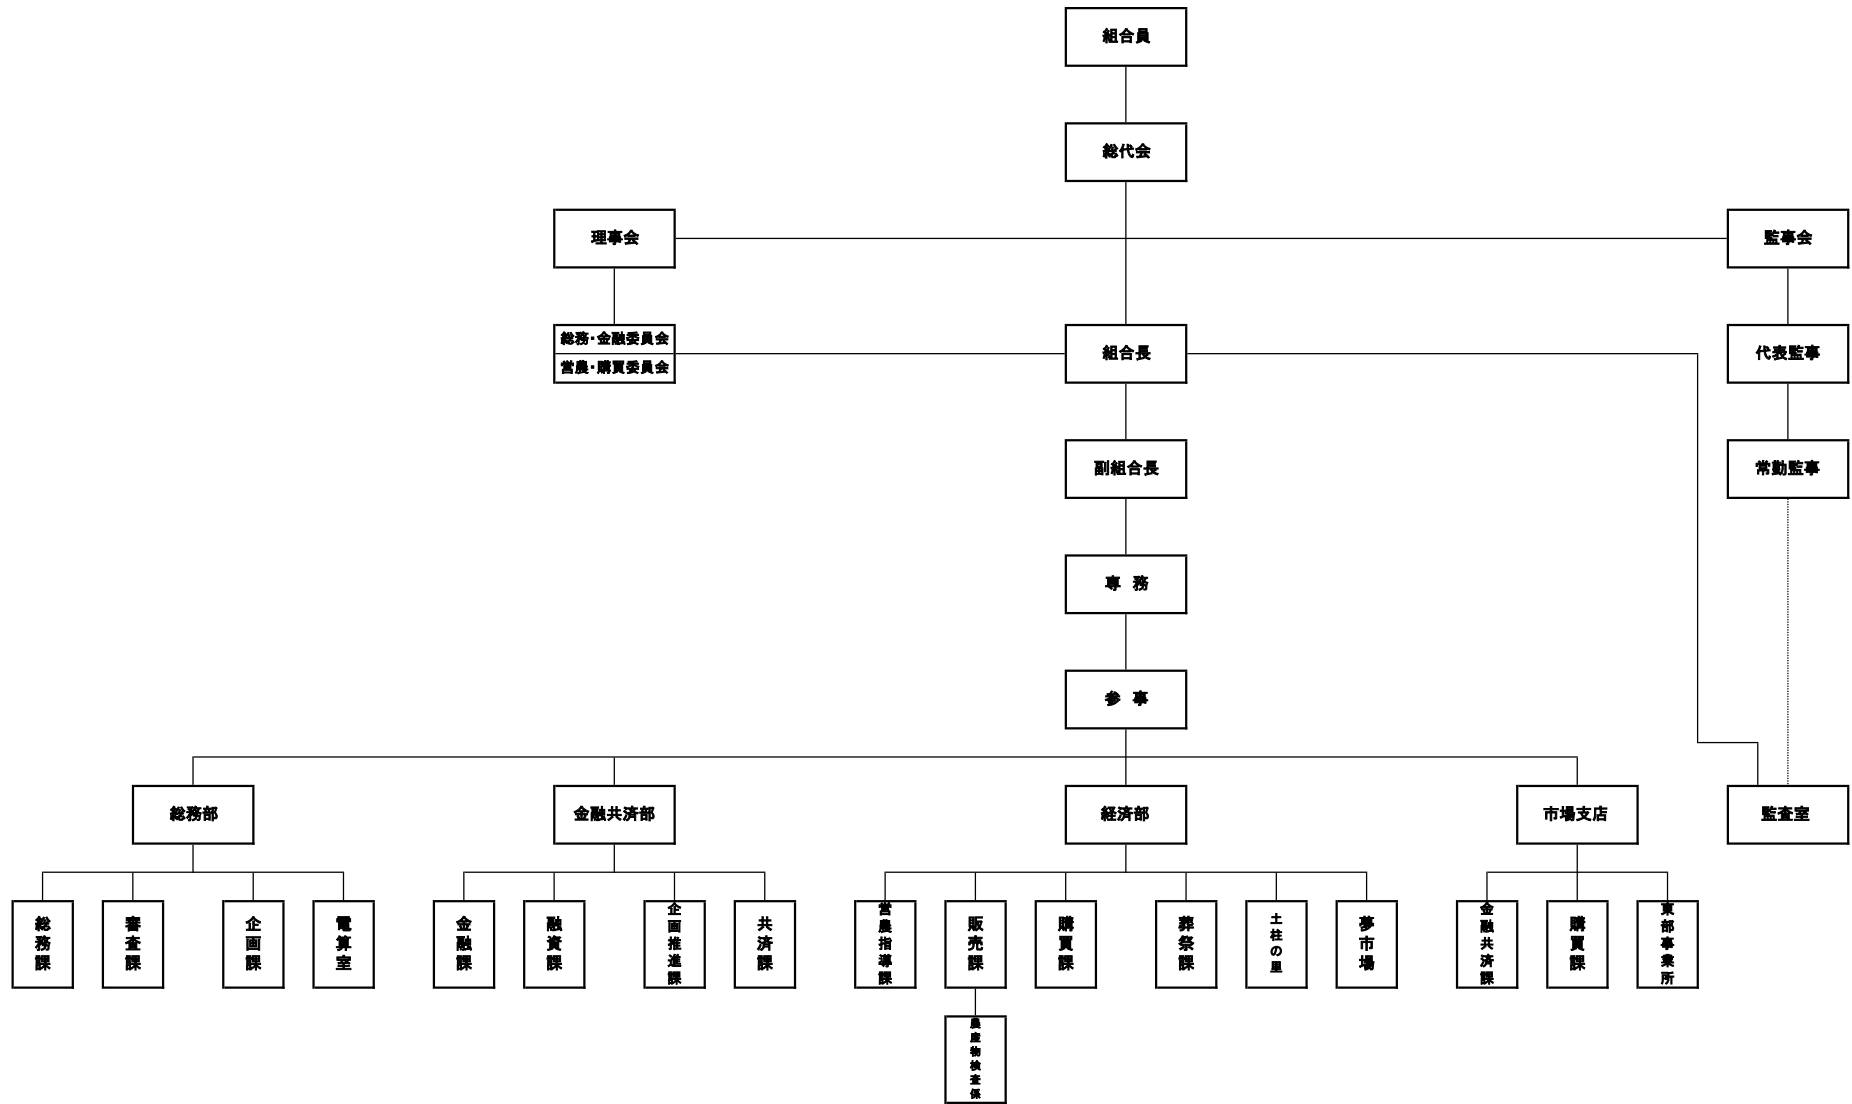 組合員
総代会
理事会
監事会
総務・金融委員会
営農・購買委員会
組合長
代表監事
副組合長
常勤監事
専 務
参 事
総務部
金融共済部
経済部
市場支店
監査室
総務課
審査課
企画課
電算室
金融課
融資課
企画推進課
共済課
営農指導課
販売課
購買課
葬祭課
土柱の里
夢市場
金融共済課
購買課
東部事業所
農産物検査係